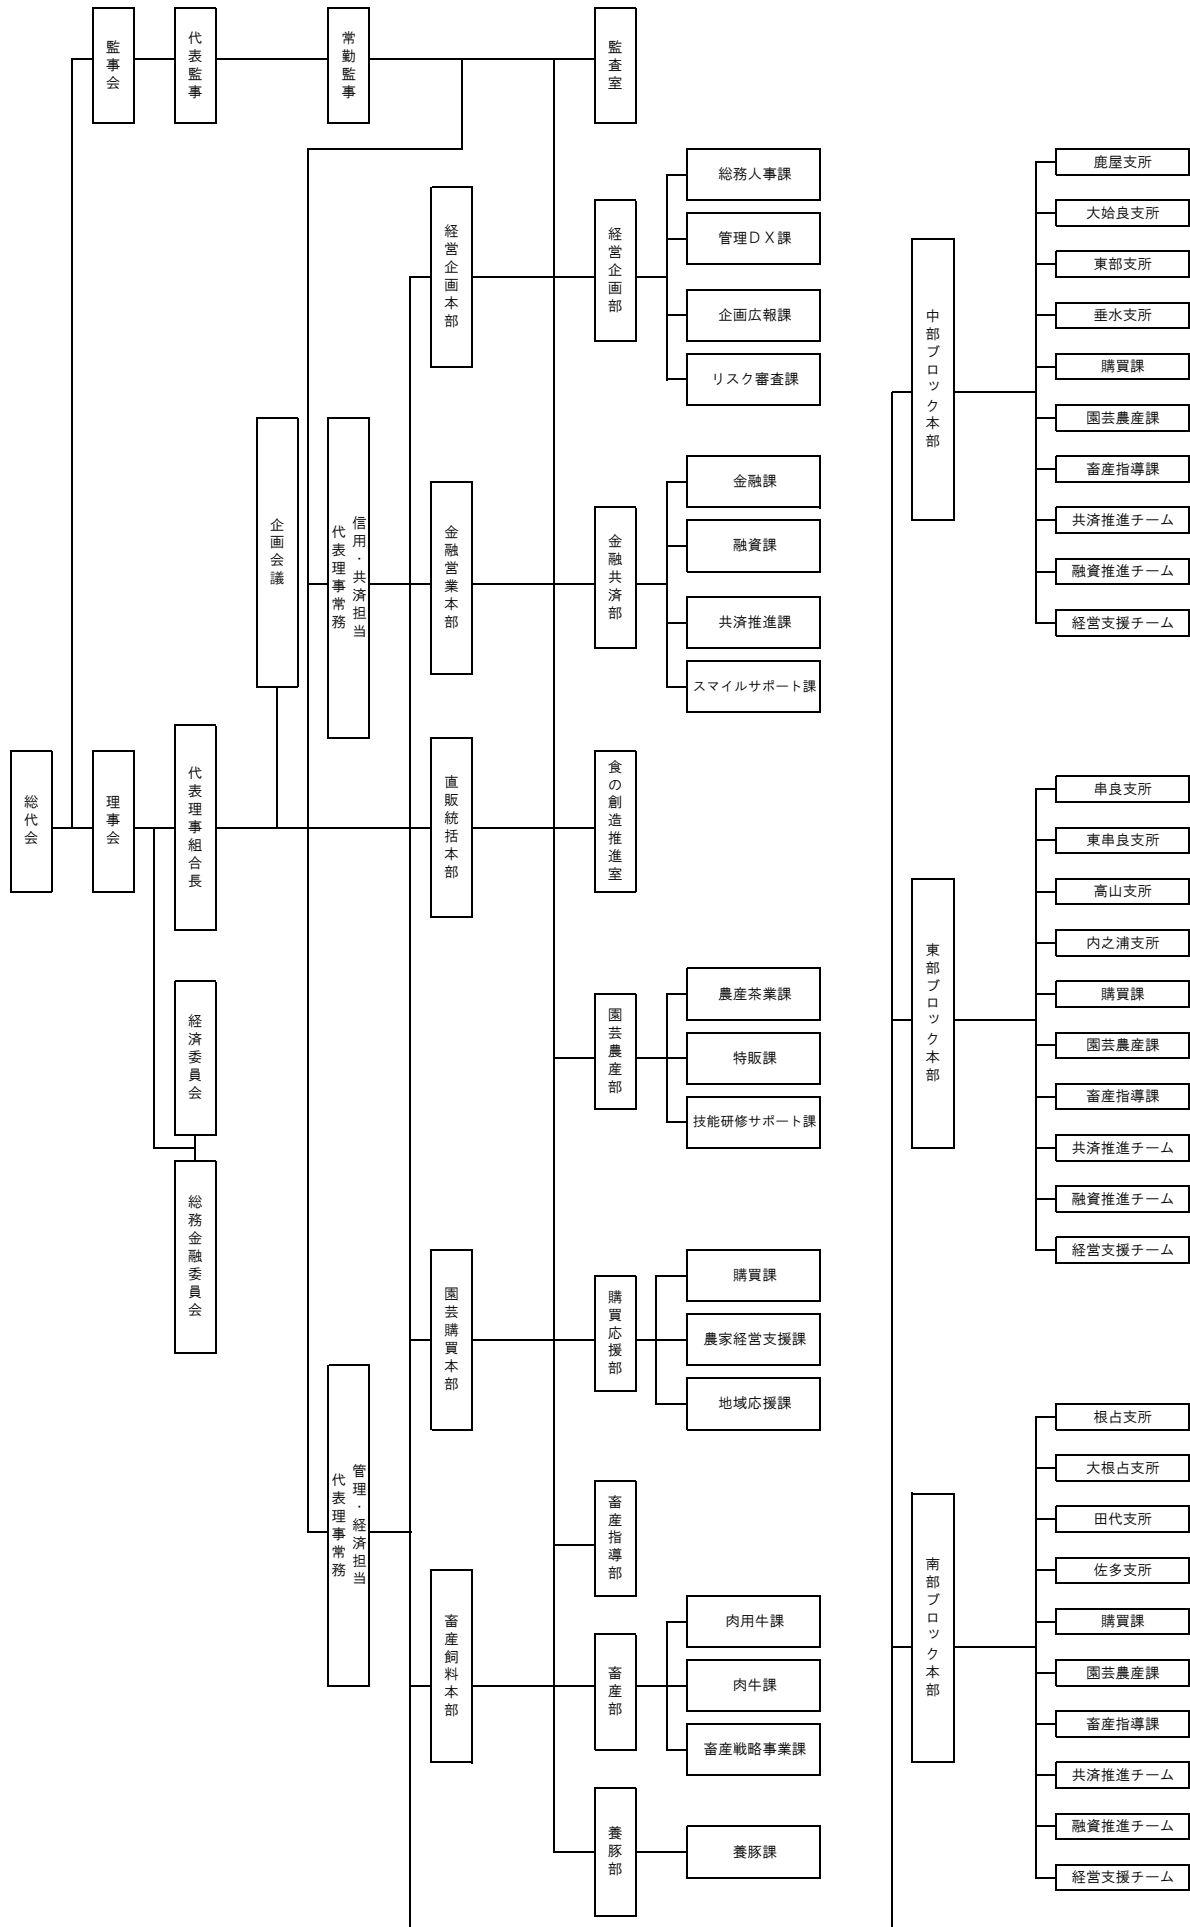 監事会
代表監事
常勤監事
監査室
総代会
理事会
代表理事組合長
経済委員会
総務金融委員会
企画会議
信用・共済担当
代表理事常務
管理・経済担当
代表理事常務
経営企画本部
金融営業本部
直販統括本部
園芸購買本部
畜産飼料本部
経営企画部
総務人事課
管理DX課
企画広報課
リスク審査課
金融共済部
金融課
融資課
共済推進課
スマイルサポート課
食の創造推進室
園芸農産部
農産茶業課
特販課
技能研修サポート課
購買応援部
購買課
農家経営支援課
地域応援課
畜産指導部
畜産部
肉用牛課
肉牛課
畜産戦略事業課
養豚部
養豚課
中部ブロック本部
鹿屋支所
大姶良支所
東部支所
垂水支所
購買課
園芸農産課
畜産指導課
共済推進チーム
融資推進チーム
経営支援チーム
東部ブロック本部
串良支所
東串良支所
高山支所
内之浦支所
購買課
園芸農産課
畜産指導課
共済推進チーム
融資推進チーム
経営支援チーム
南部ブロック本部
根占支所
大根占支所
田代支所
佐多支所
購買課
園芸農産課
畜産指導課
共済推進チーム
融資推進チーム
経営支援チーム